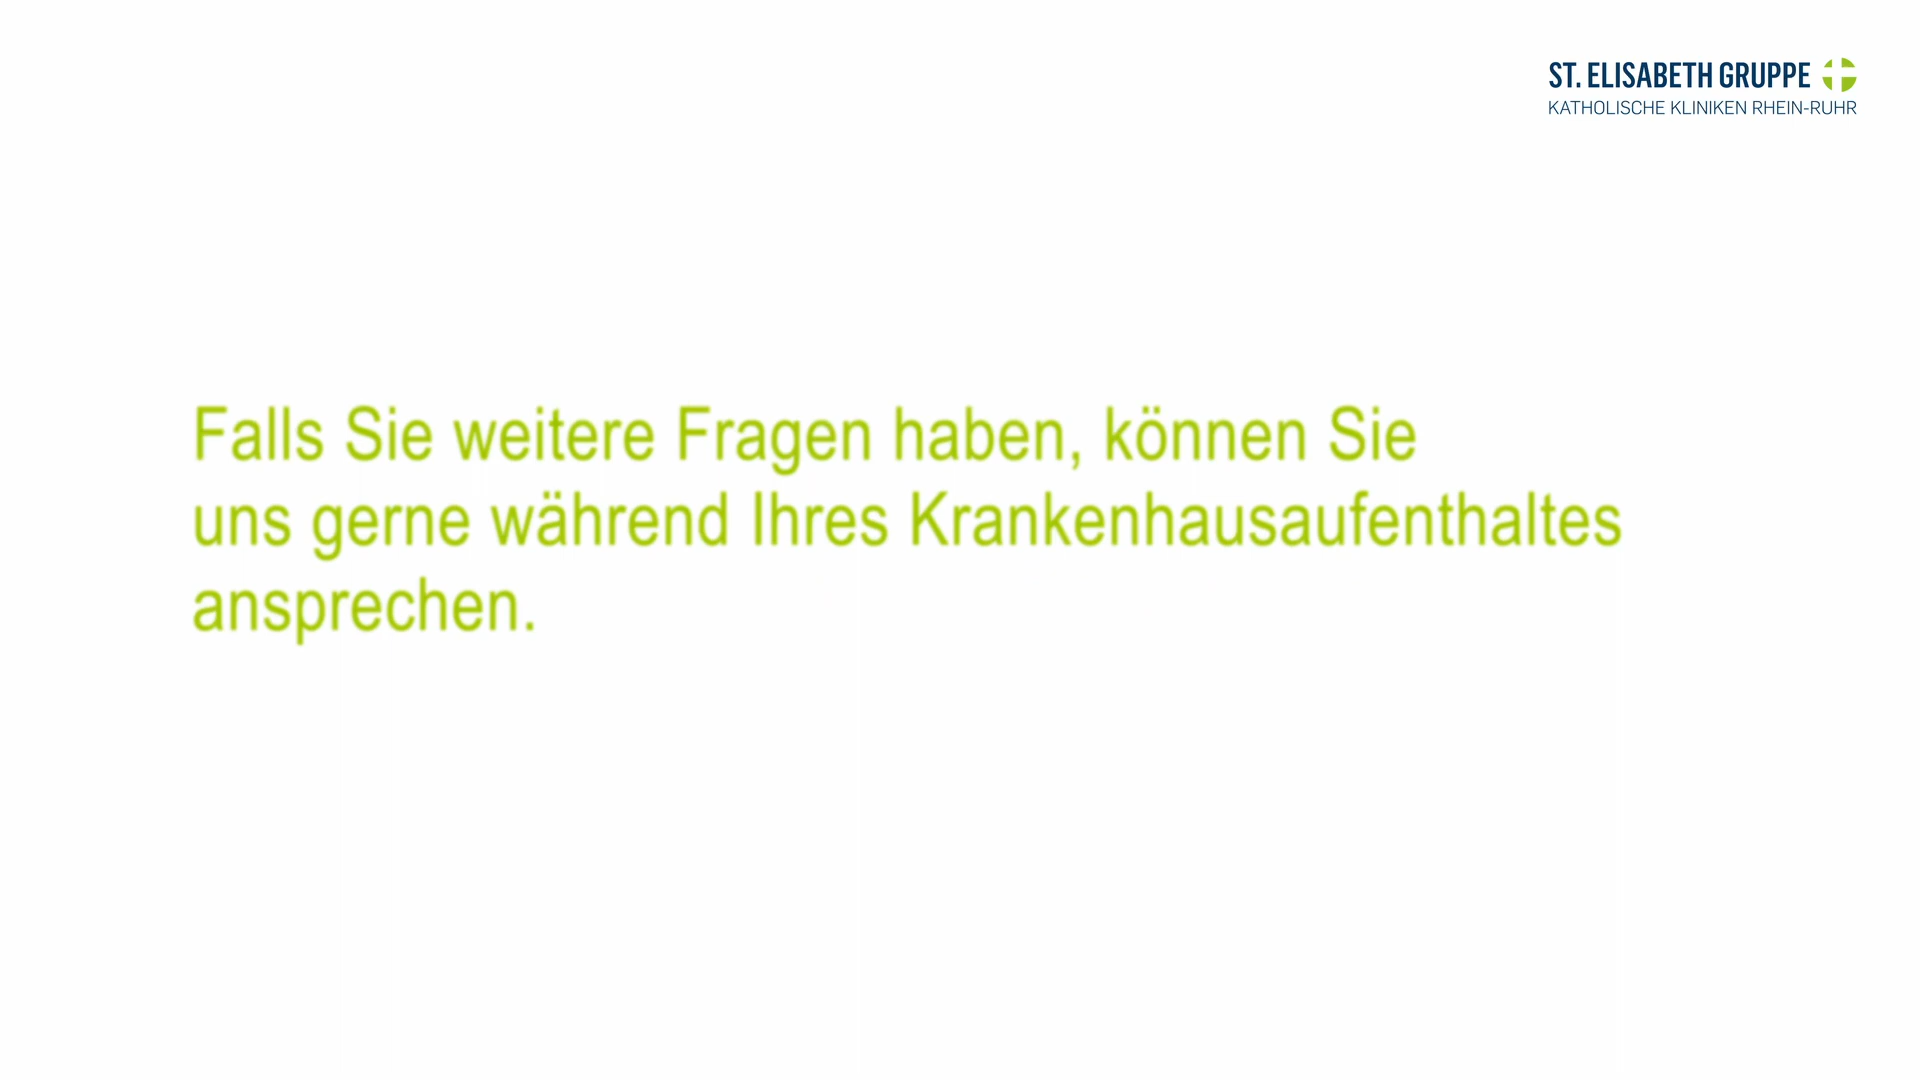 ST. ELISABETH GRUPPE
KATHOLISCHE KLINIKEN RHEIN-RUHR
Falls Sie weitere Fragen haben, können Sie
uns gerne während Ihres Krankenhausaufenthaltes
ansprechen.